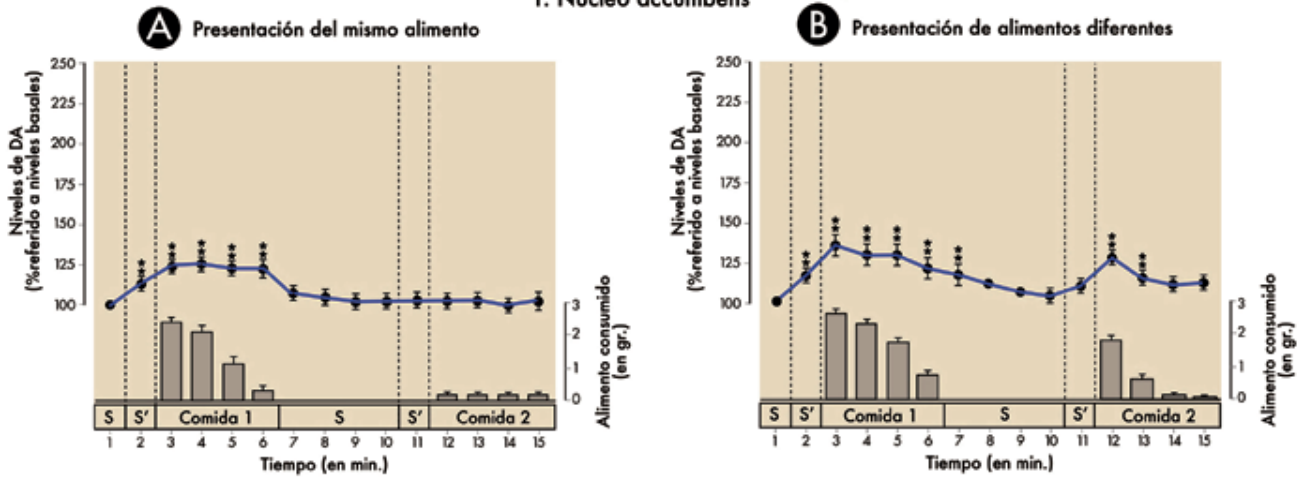 1. Núcleo accumbens
A Presentación del mismo alimento
Niveles de DA
(%referido a niveles basales)
250
225
200
175
150
125
100
** ** ** ** **
Alimento consumido
(en gr.)
3
2
1
0
S S’ Comida 1 S S’ Comida 2
1 2 3 4 5 6 7 8 9 10 11 12 13 14 15
Tiempo (en min.)
B Presentación de alimentos diferentes
Niveles de DA
(%referido a niveles basales)
250
225
200
175
150
125
100
** ** ** ** ** ** ** **
Alimento consumido
(en gr.)
3
2
1
0
S S’ Comida 1 S S’ Comida 2
1 2 3 4 5 6 7 8 9 10 11 12 13 14 15
Tiempo (en min.)